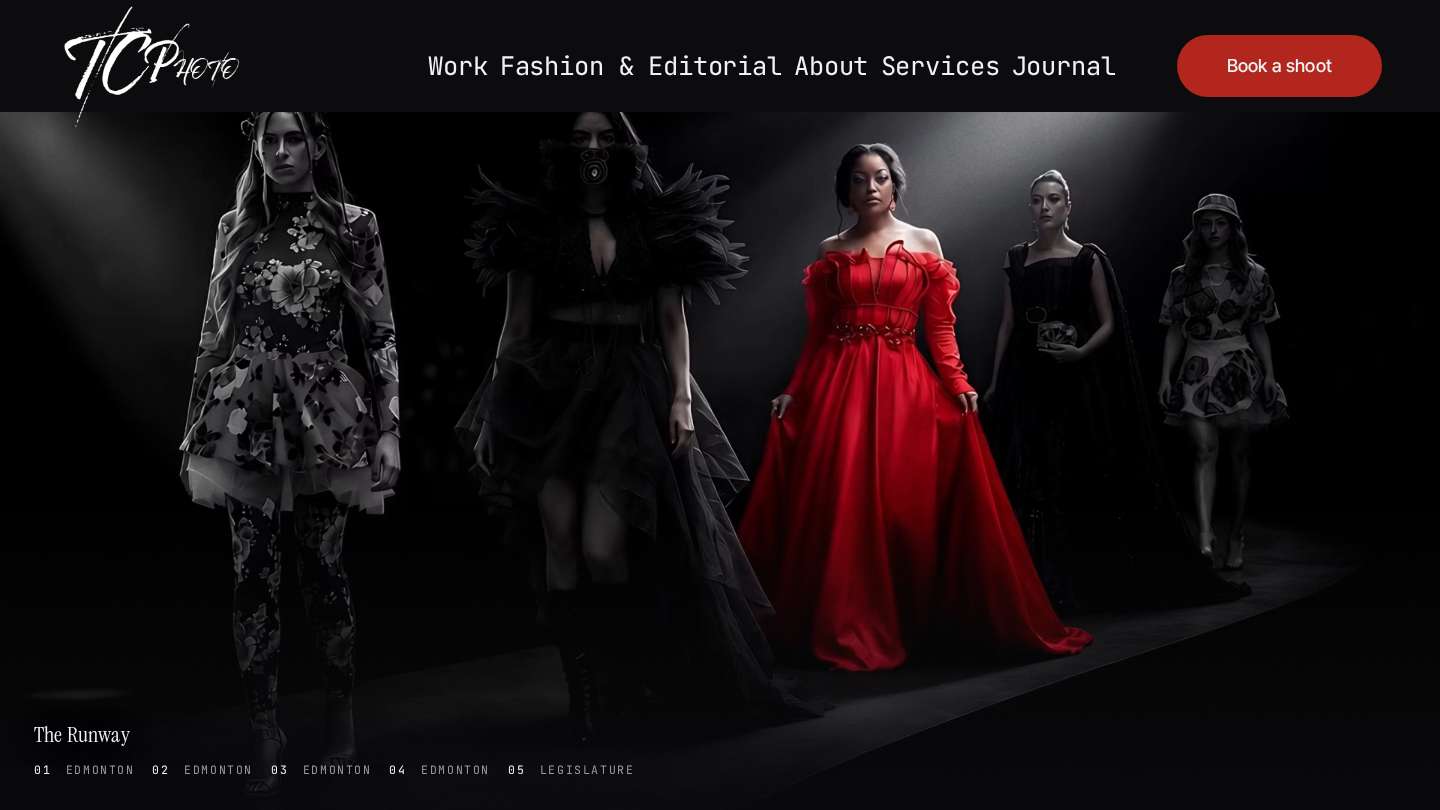 TCPHOTO
Work Fashion & Editorial About Services Journal
Book a shoot
The Runway
01 EDMONTON 02 EDMONTON 03 EDMONTON 04 EDMONTON 05 LEGISLATURE